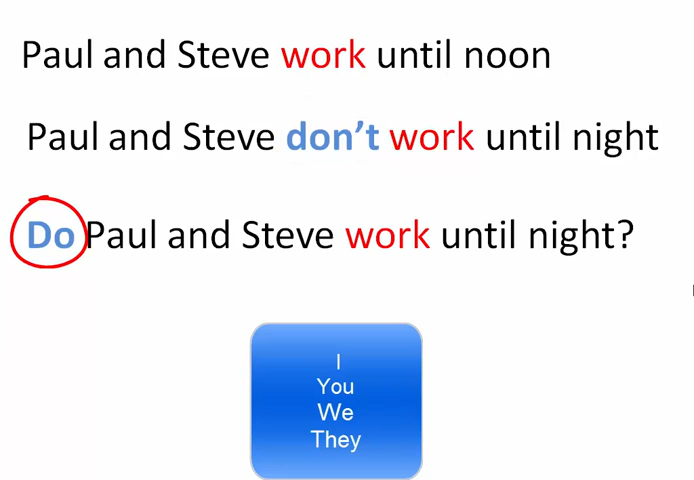 Paul and Steve work until noon
Paul and Steve don’t work until night
Do Paul and Steve work until night?
I
You
We
They